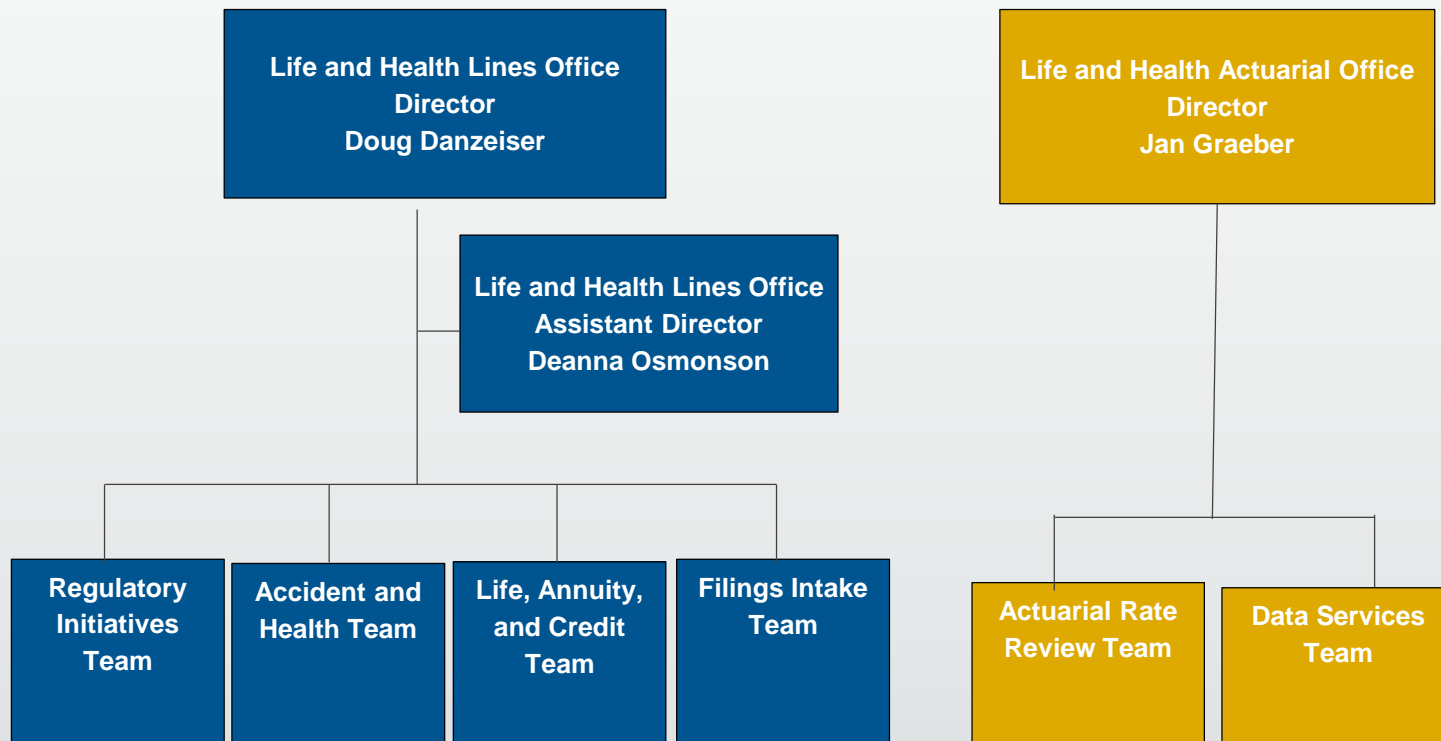 Life and Health Lines Office
Director
Doug Danzeiser
Life and Health Actuarial Office
Director
Jan Graeber
Life and Health Lines Office
Assistant Director
Deanna Osmonson
Regulatory
Initiatives
Team
Accident and
Health Team
Life, Annuity,
and Credit
Team
Filings Intake
Team
Actuarial Rate
Review Team
Data Services
Team